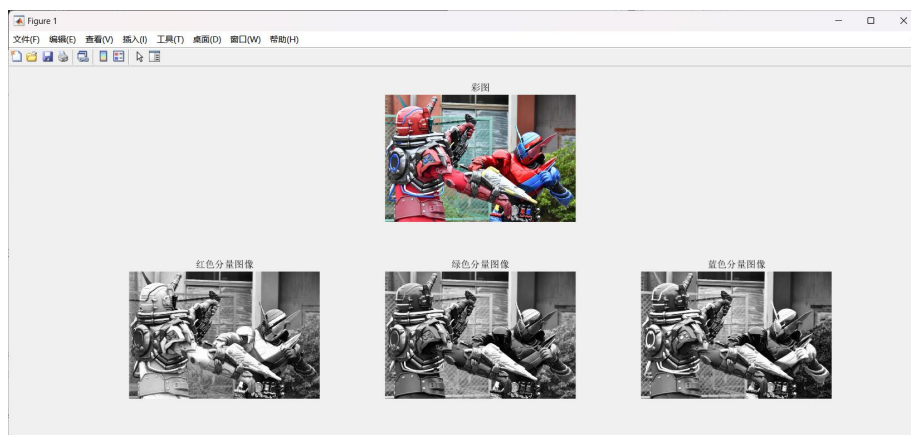 Figure 1
文件(F) 编辑(E) 查看(V) 插入(I) 工具(T) 桌面(D) 窗口(W) 帮助(H)
彩图
红色分量图像 绿色分量图像 蓝色分量图像